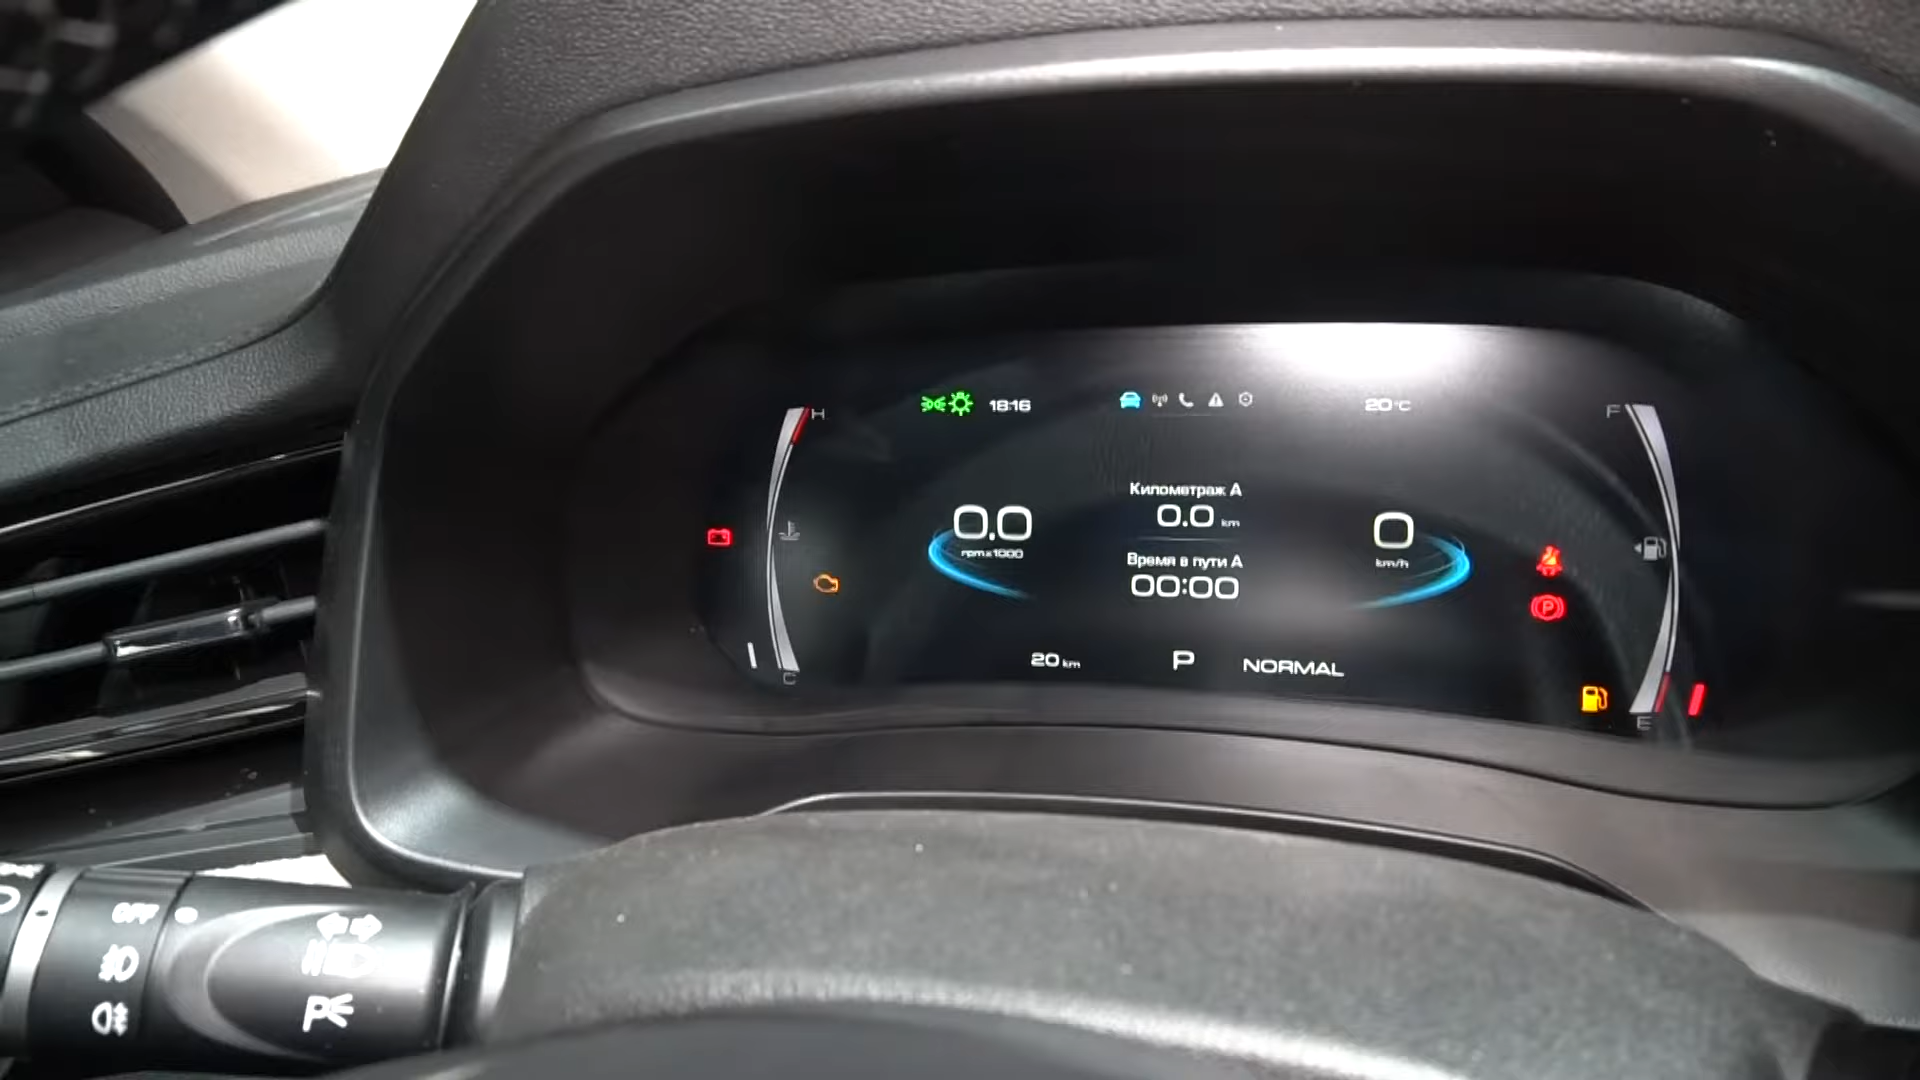 H
18:16
20°C
F
Километраж А
0.0 km
0.0
rpm x 1000
0
km/h
Время в пути А
00:00
P
20 km
P
NORMAL
C
E
OFF
P